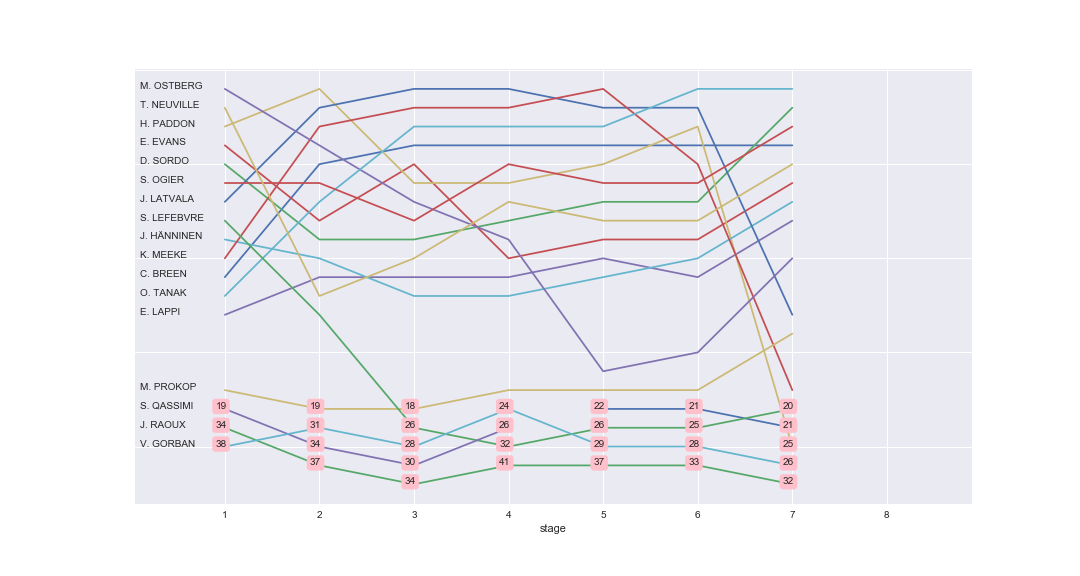 M. OSTBERG
T. NEUVILLE
H. PADDON
E. EVANS
D. SORDO
S. OGIER
J. LATVALA
S. LEFEBVRE
J. HÄNNINEN
K. MEEKE
C. BREEN
O. TANAK
E. LAPPI
M. PROKOP
S. QASSIMI 19 19 18 24 22 21 20
J. RAOUX 34 31 26 26 26 25 21
V. GORBAN 38 34 28 32 29 28 25
37 30 41 37 33 26
34 32
1 2 3 4 5 6 7 8
stage